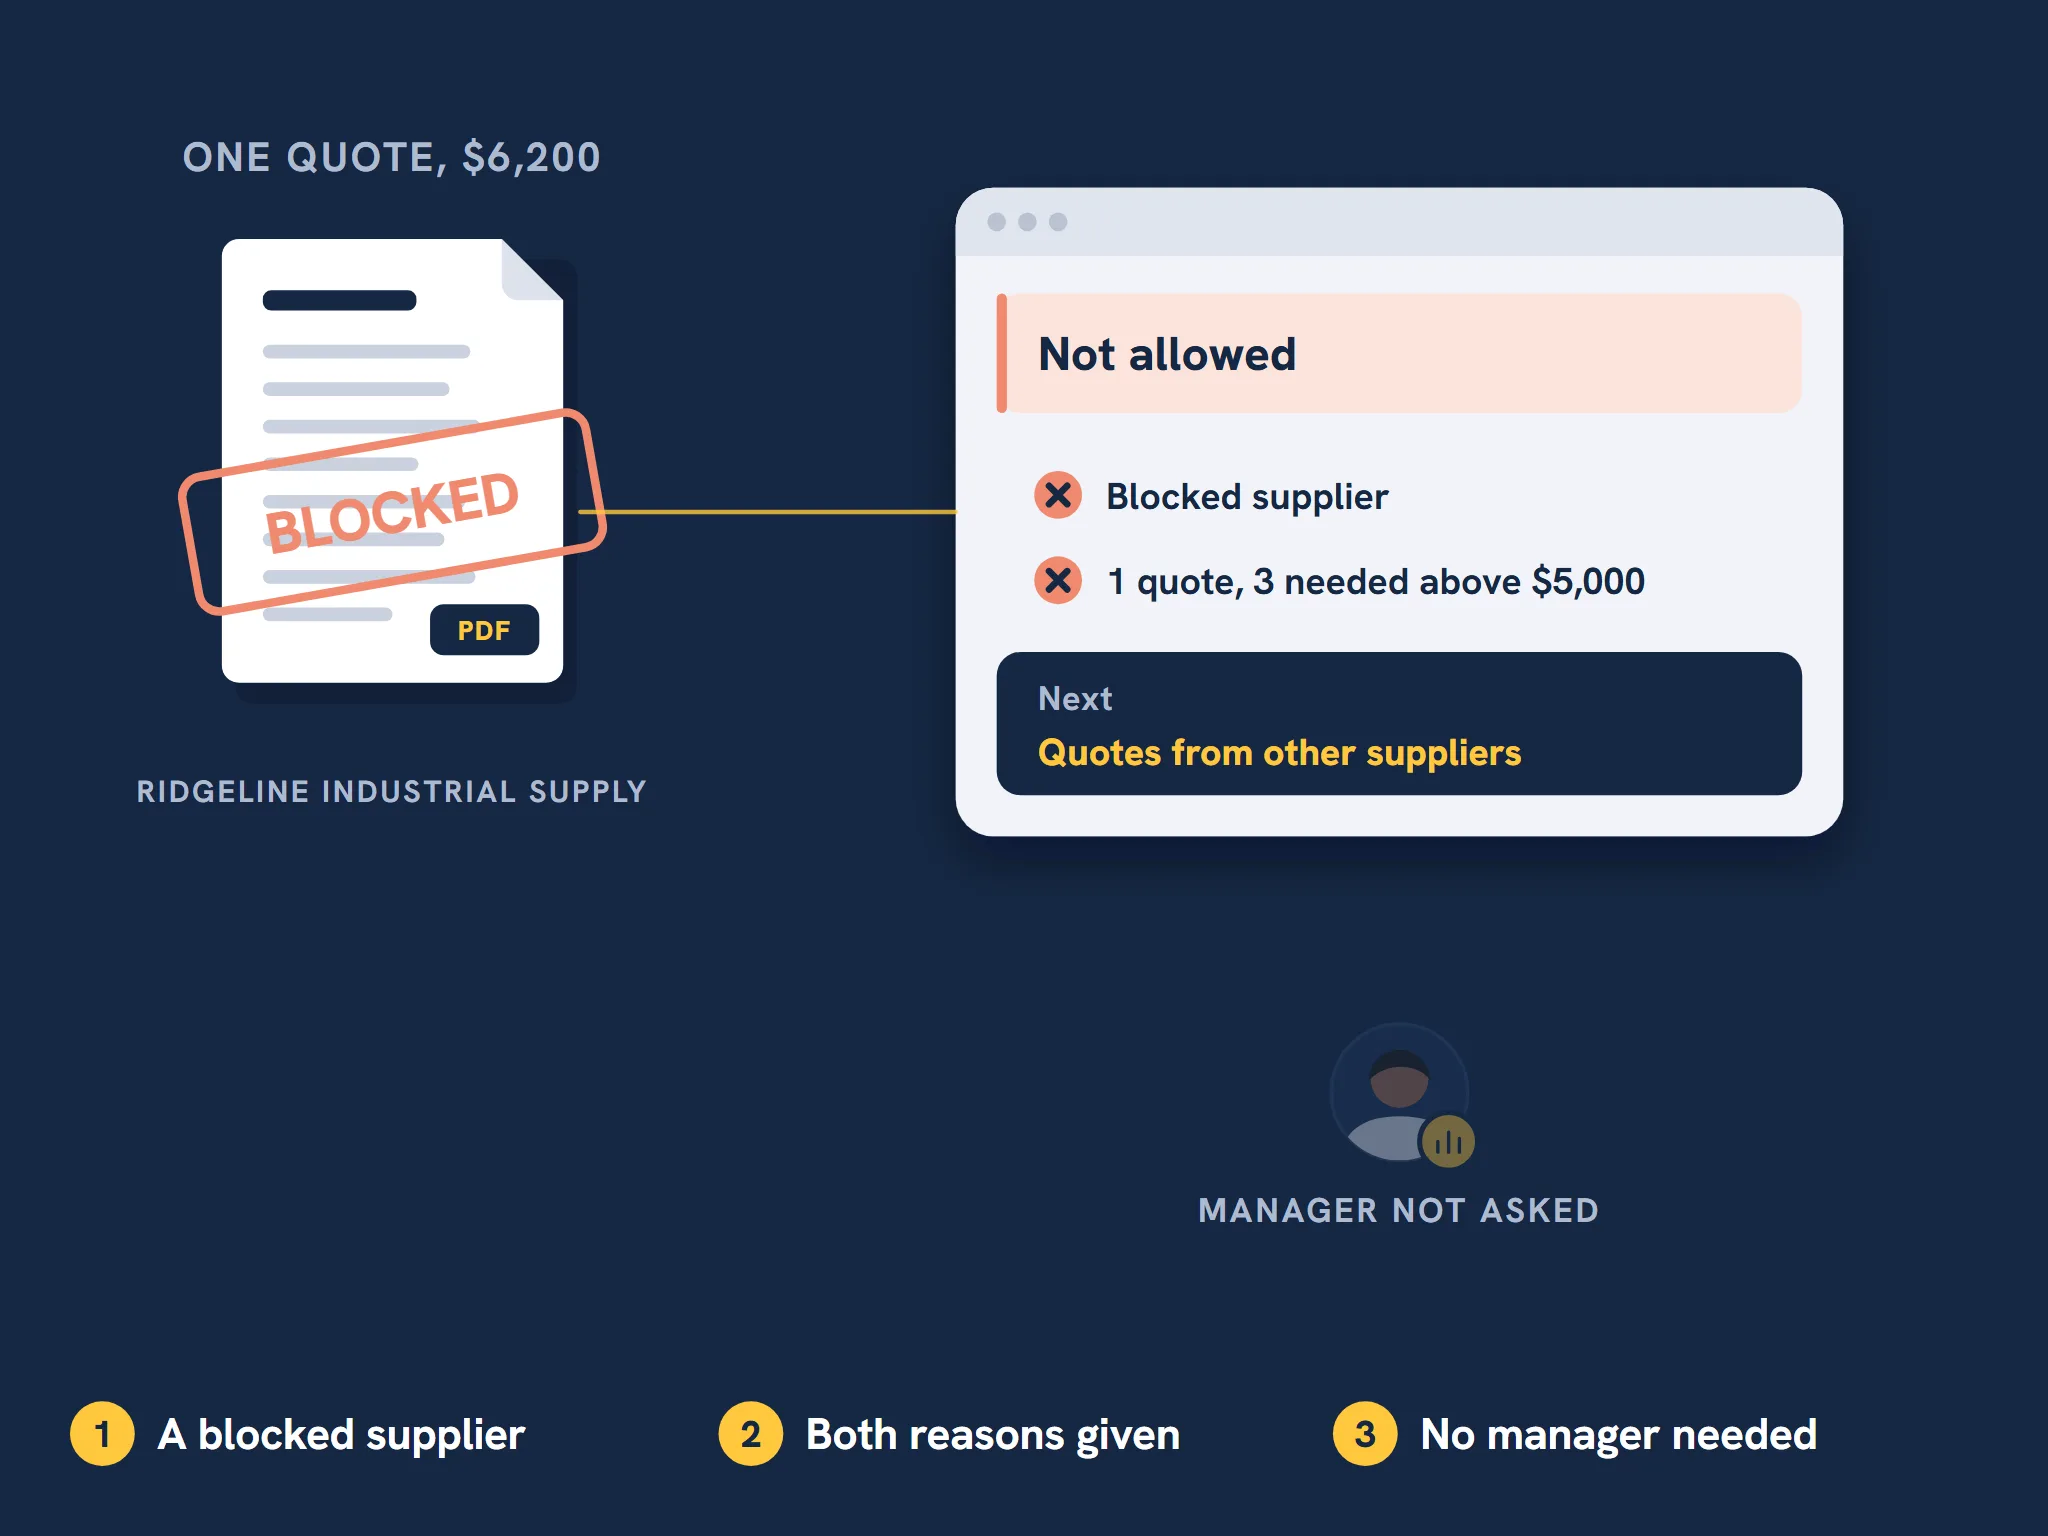 ONE QUOTE, $6,200
BLOCKED
PDF
RIDGELINE INDUSTRIAL SUPPLY
Not allowed
Blocked supplier
1 quote, 3 needed above $5,000
Next
Quotes from other suppliers
MANAGER NOT ASKED
1 A blocked supplier
2 Both reasons given
3 No manager needed